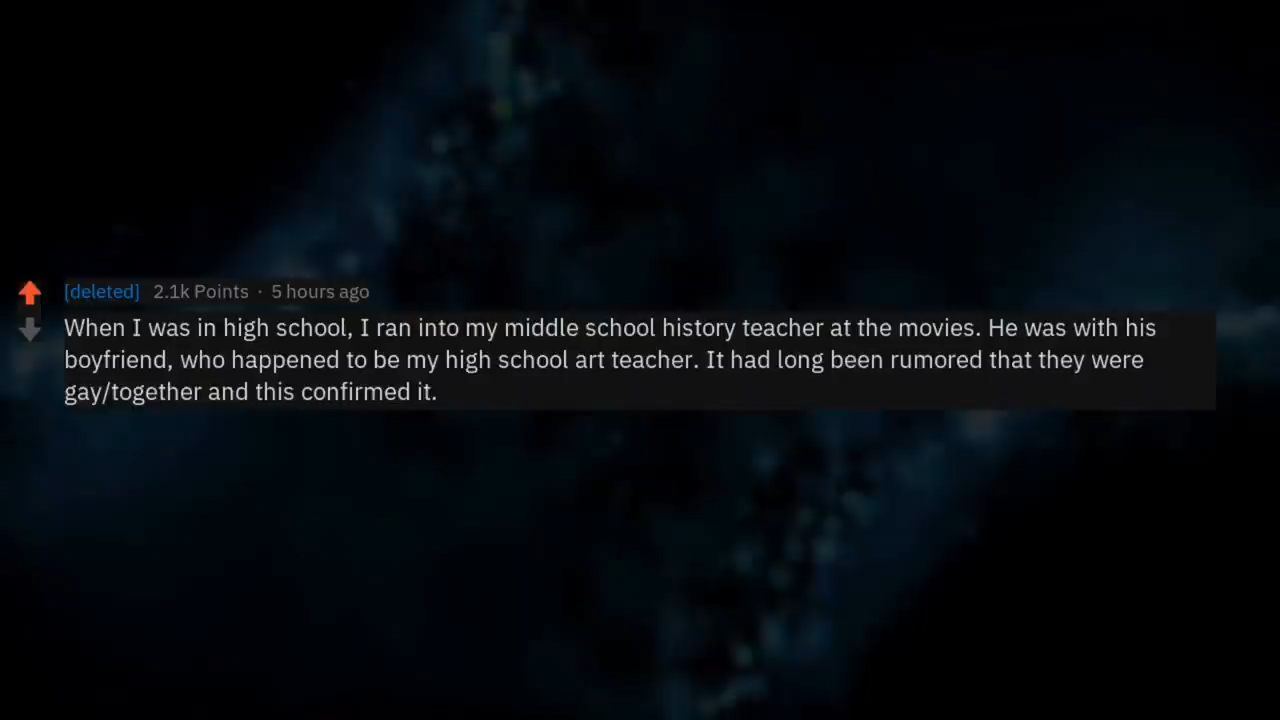 [deleted] 2.1k Points · 5 hours ago
When I was in high school, I ran into my middle school history teacher at the movies. He was with his
boyfriend, who happened to be my high school art teacher. It had long been rumored that they were
gay/together and this confirmed it.